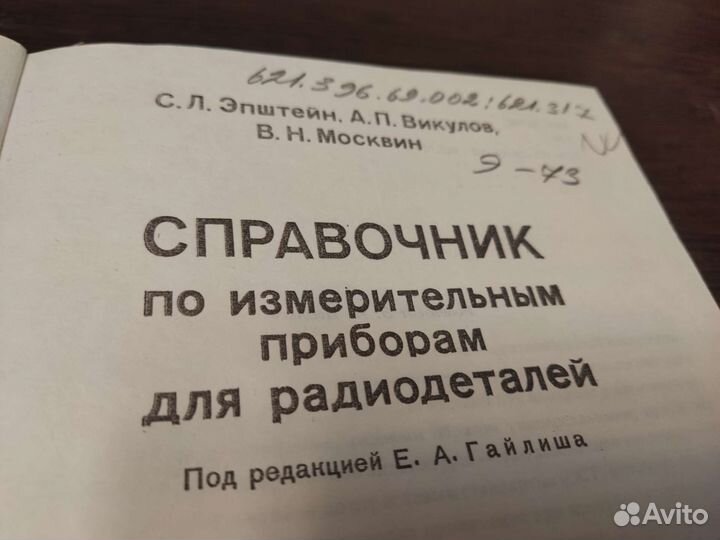 621.396.69.002:621.317
С. Л. Эпштейн, А.П. Викулов,
В. Н. Москвин
Э-73
СПРАВОЧНИК
по измерительным
приборам
для радиодеталей
Под редакцией Е. А. Гайлиша
Avito